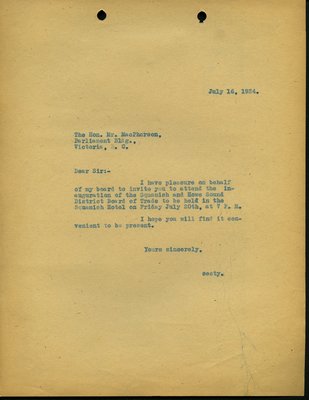 July 14, 1934.
The Hon. Mr. MacPherson,
Parliament Bldg.,
Victoria, B. C.
Dear Sir:-
I have pleasure on behalf
of my board to invite you to attend the in-
auguration of the Squamish and Howe Sound
District Board of Trade to be held in the
Squamish Hotel on Friday July 20th, at 7 P. M.
I hope you will find it con-
venient to be present.
Yours sincerely,
secty.